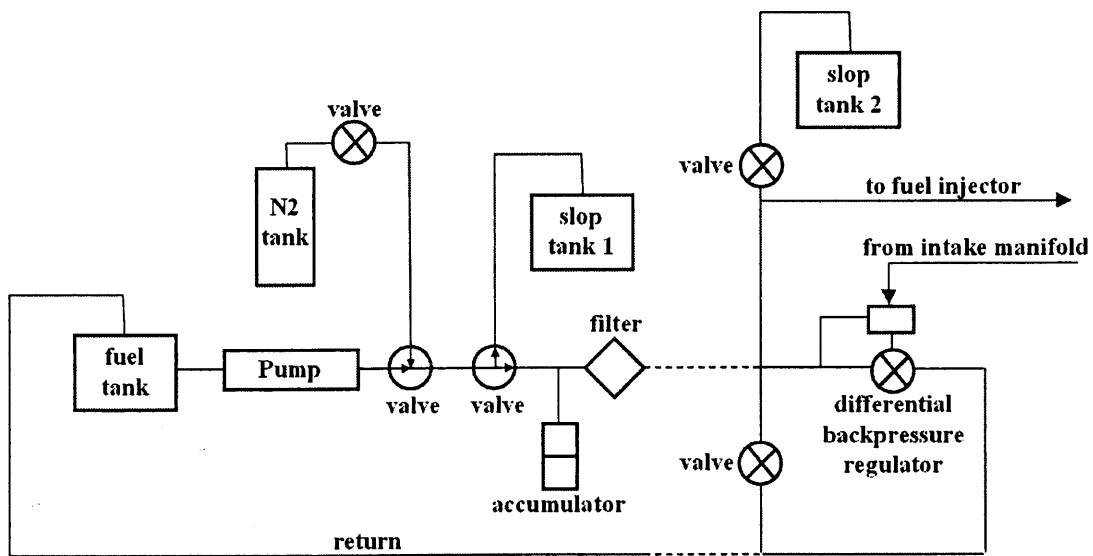 slop
tank 2
valve
valve
N2
tank
slop
tank 1
to fuel injector
from intake manifold
filter
fuel
tank
Pump
valve
valve
differential
backpressure
regulator
valve
accumulator
return